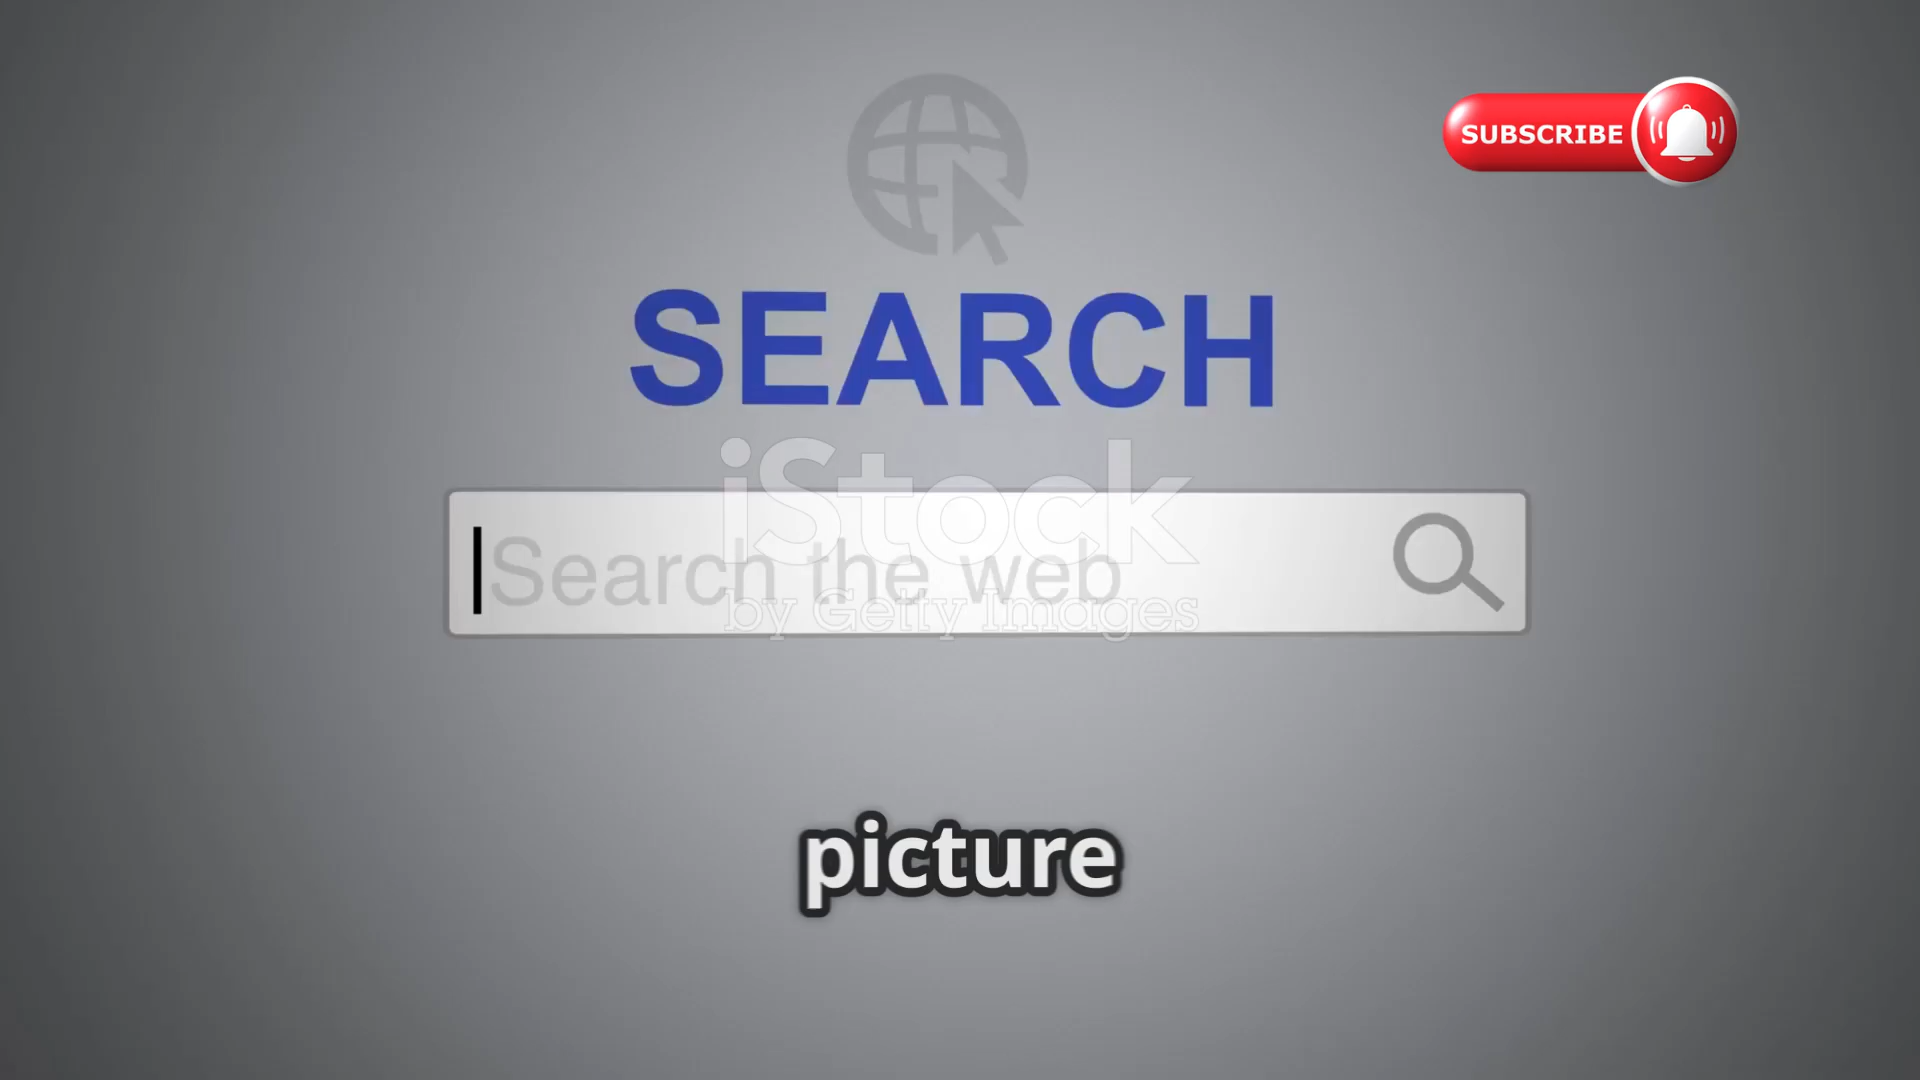 SUBSCRIBE
SEARCH
iStock
Search the web
by Getty Images
picture